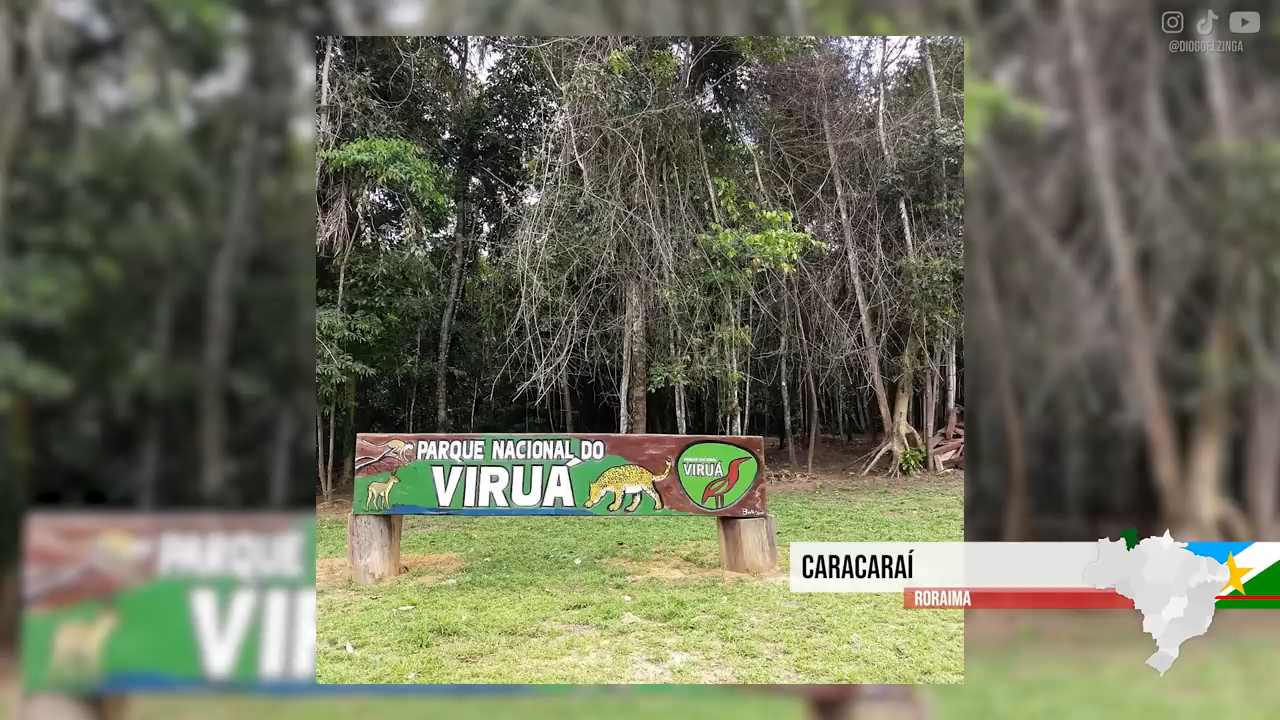 @DIOGOELZINGA
PARQUE NACIONAL DO
VIRUÁ
PARQUE NACIONAL
VIRUÁ
CARACARAÍ
RORAIMA